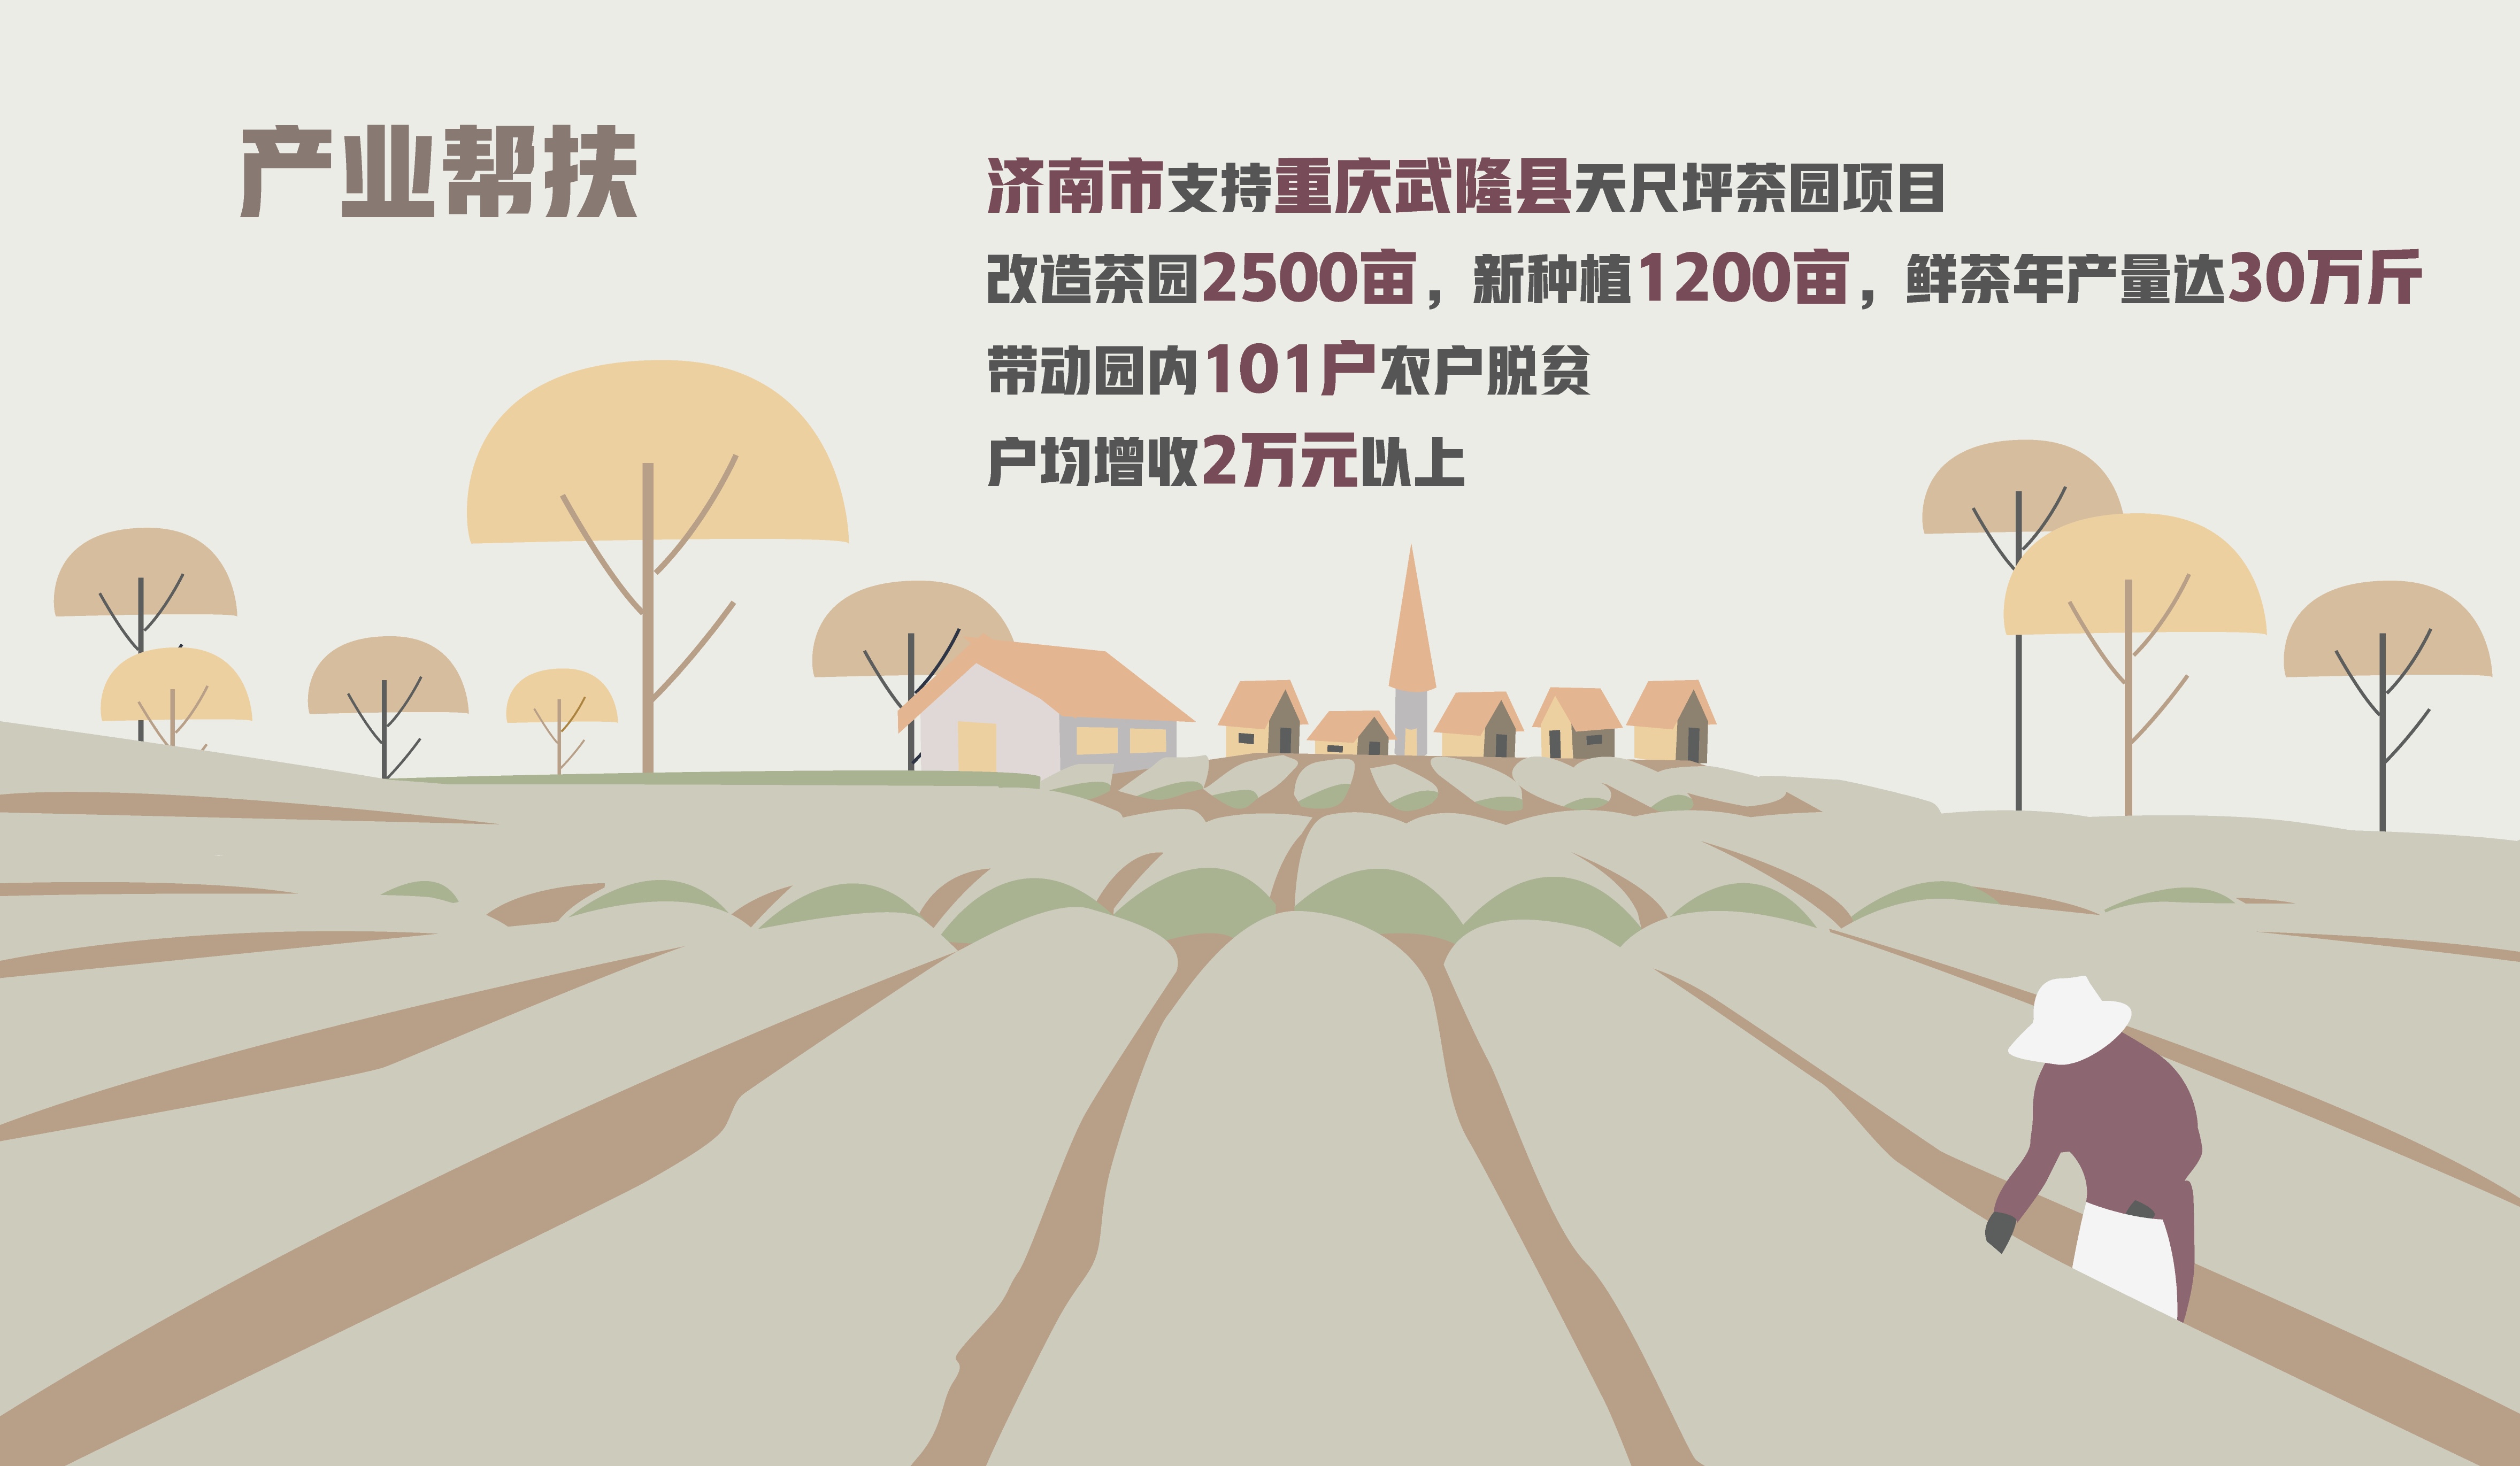 产业帮扶
济南市支持重庆武隆县天尺坪茶园项目
改造茶园2500亩，新种植1200亩，鲜茶年产量达30万斤
带动园内101户农户脱贫
户均增收2万元以上